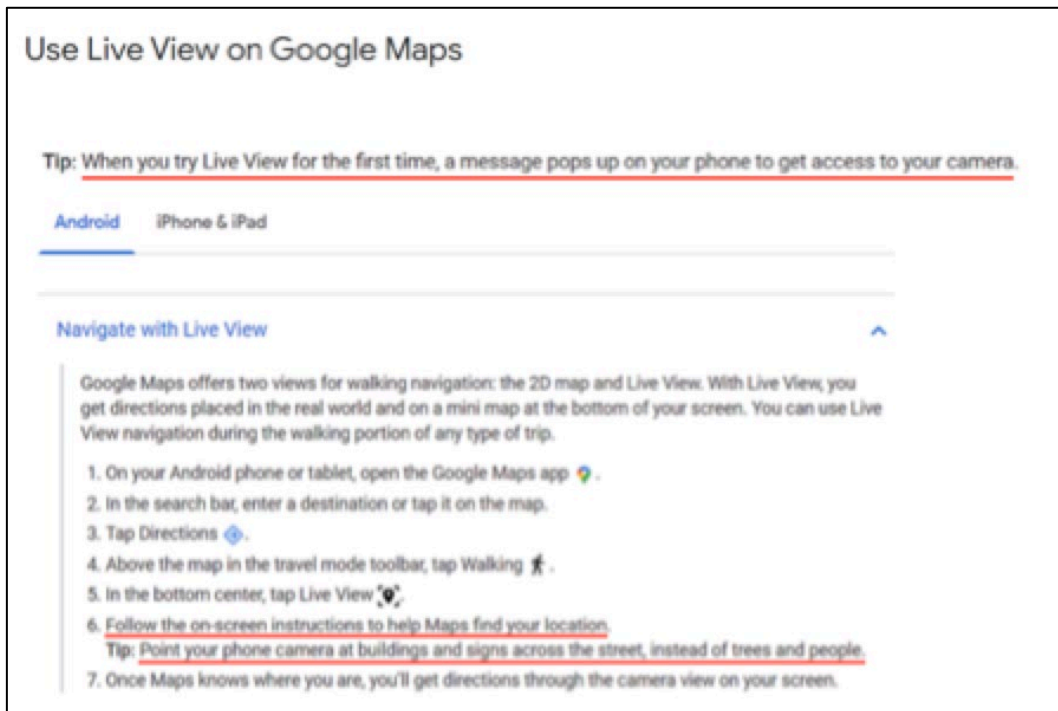 Use Live View on Google Maps
Tip: When you try Live View for the first time, a message pops up on your phone to get access to your camera.
Android iPhone & iPad
Navigate with Live View
Google Maps offers two views for walking navigation: the 2D map and Live View. With Live View, you
get directions placed in the real world and on a mini map at the bottom of your screen. You can use Live
View navigation during the walking portion of any type of trip.
1. On your Android phone or tablet, open the Google Maps app .
2. In the search bar, enter a destination or tap it on the map.
3. Tap Directions .
4. Above the map in the travel mode toolbar, tap Walking .
5. In the bottom center, tap Live View .
6. Follow the on-screen instructions to help Maps find your location.
Tip: Point your phone camera at buildings and signs across the street, instead of trees and people.
7. Once Maps knows where you are, you'll get directions through the camera view on your screen.